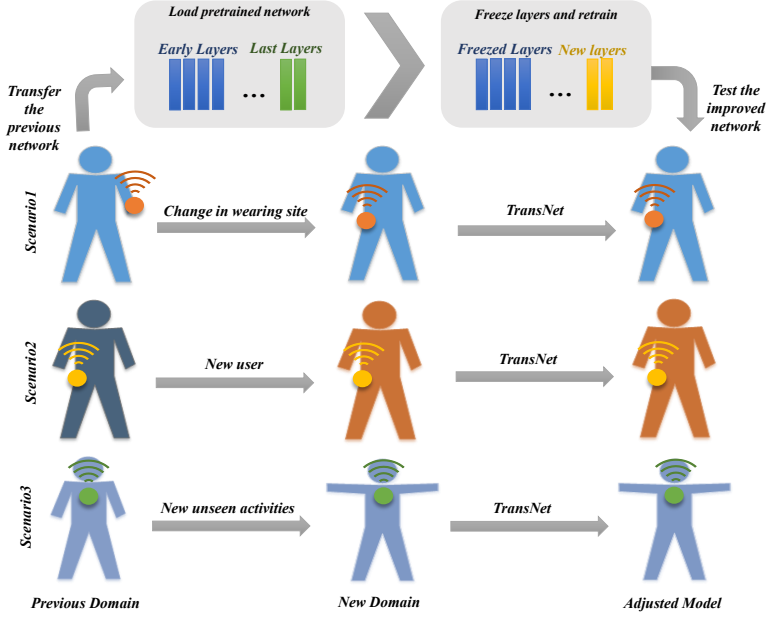 Load pretrained network
Early Layers
Last Layers
...
Freeze layers and retrain
Freezed Layers
New layers
...
Transfer
the
previous
network
Test the
improved
network
Scenario1
Change in wearing site
TransNet
Scenario2
New user
TransNet
Scenario3
New unseen activities
TransNet
Previous Domain
New Domain
Adjusted Model